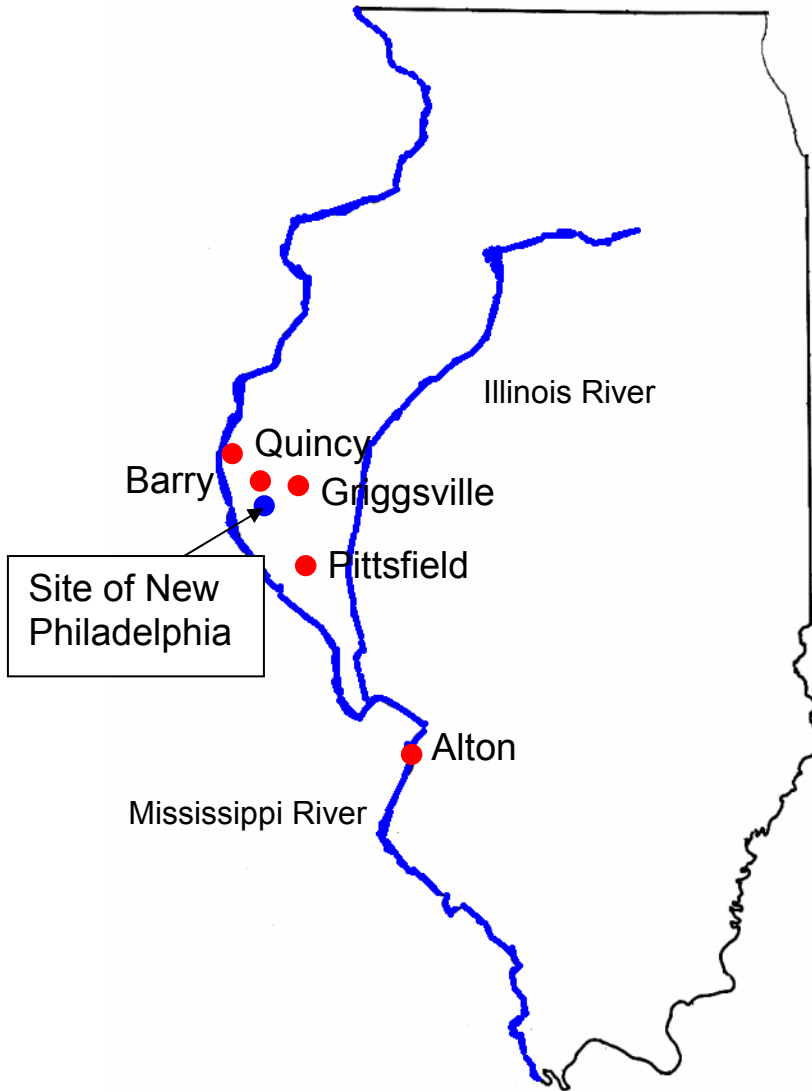 Illinois River
Quincy
Barry
Griggsville
Pittsfield
Site of New
Philadelphia
Alton
Mississippi River